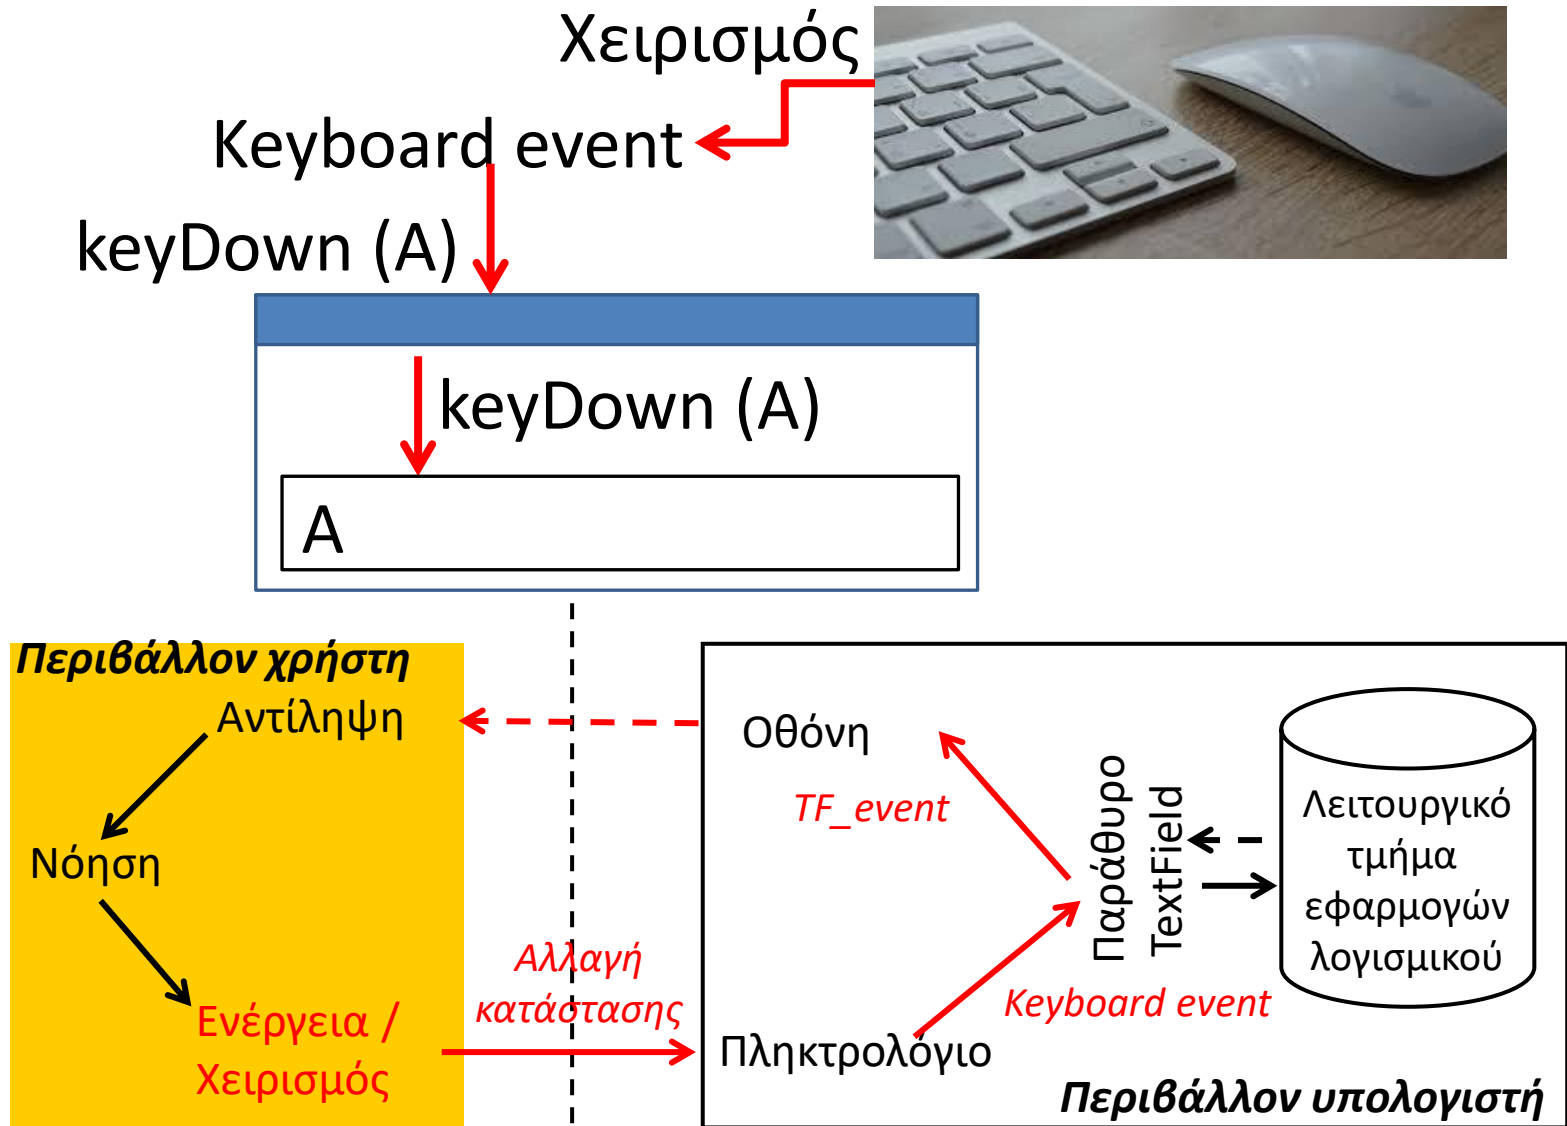 Χειρισμός
Keyboard event
keyDown (A)
keyDown (A)
A
Περιβάλλον χρήστη
Αντίληψη
Νόηση
Ενέργεια /
Χειρισμός
Αλλαγή
κατάστασης
Οθόνη
TF_event
Παράθυρο
TextField
Λειτουργικό
τμήμα
εφαρμογών
λογισμικού
Keyboard event
Πληκτρολόγιο
Περιβάλλον υπολογιστή